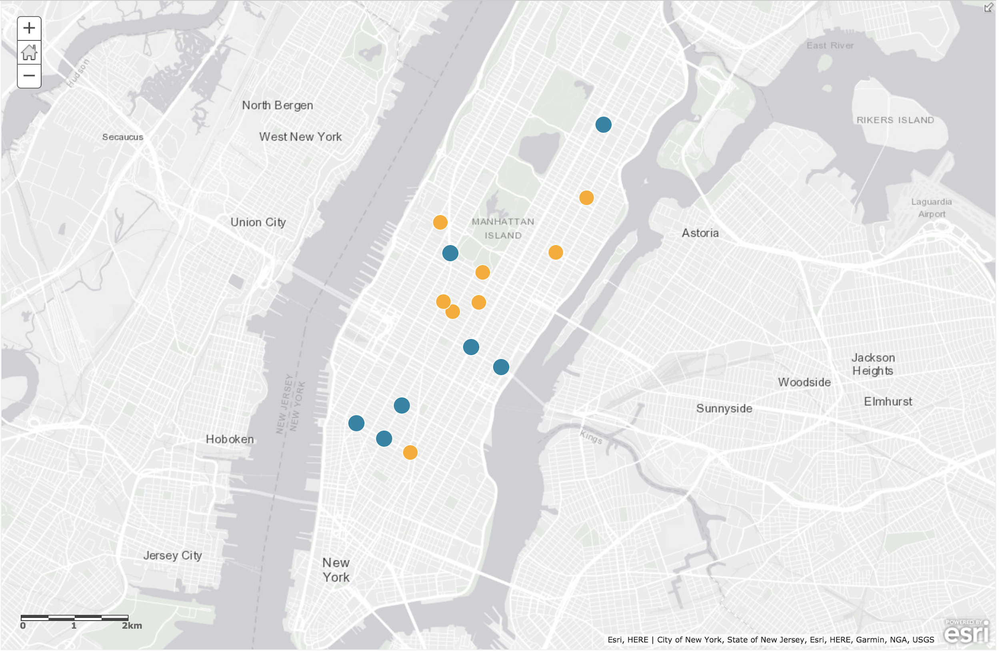 +
−
Hudson
East River
North Bergen
RIKERS ISLAND
Secaucus
West New York
Laguardia
Airport
Union City
MANHATTAN
ISLAND
Astoria
Jackson
Heights
Woodside
NEW JERSEY
NEW YORK
Elmhurst
Sunnyside
Hoboken
Kings
Jersey City
New
York
0 1 2km
POWERED BY
esri
Esri, HERE | City of New York, State of New Jersey, Esri, HERE, Garmin, NGA, USGS